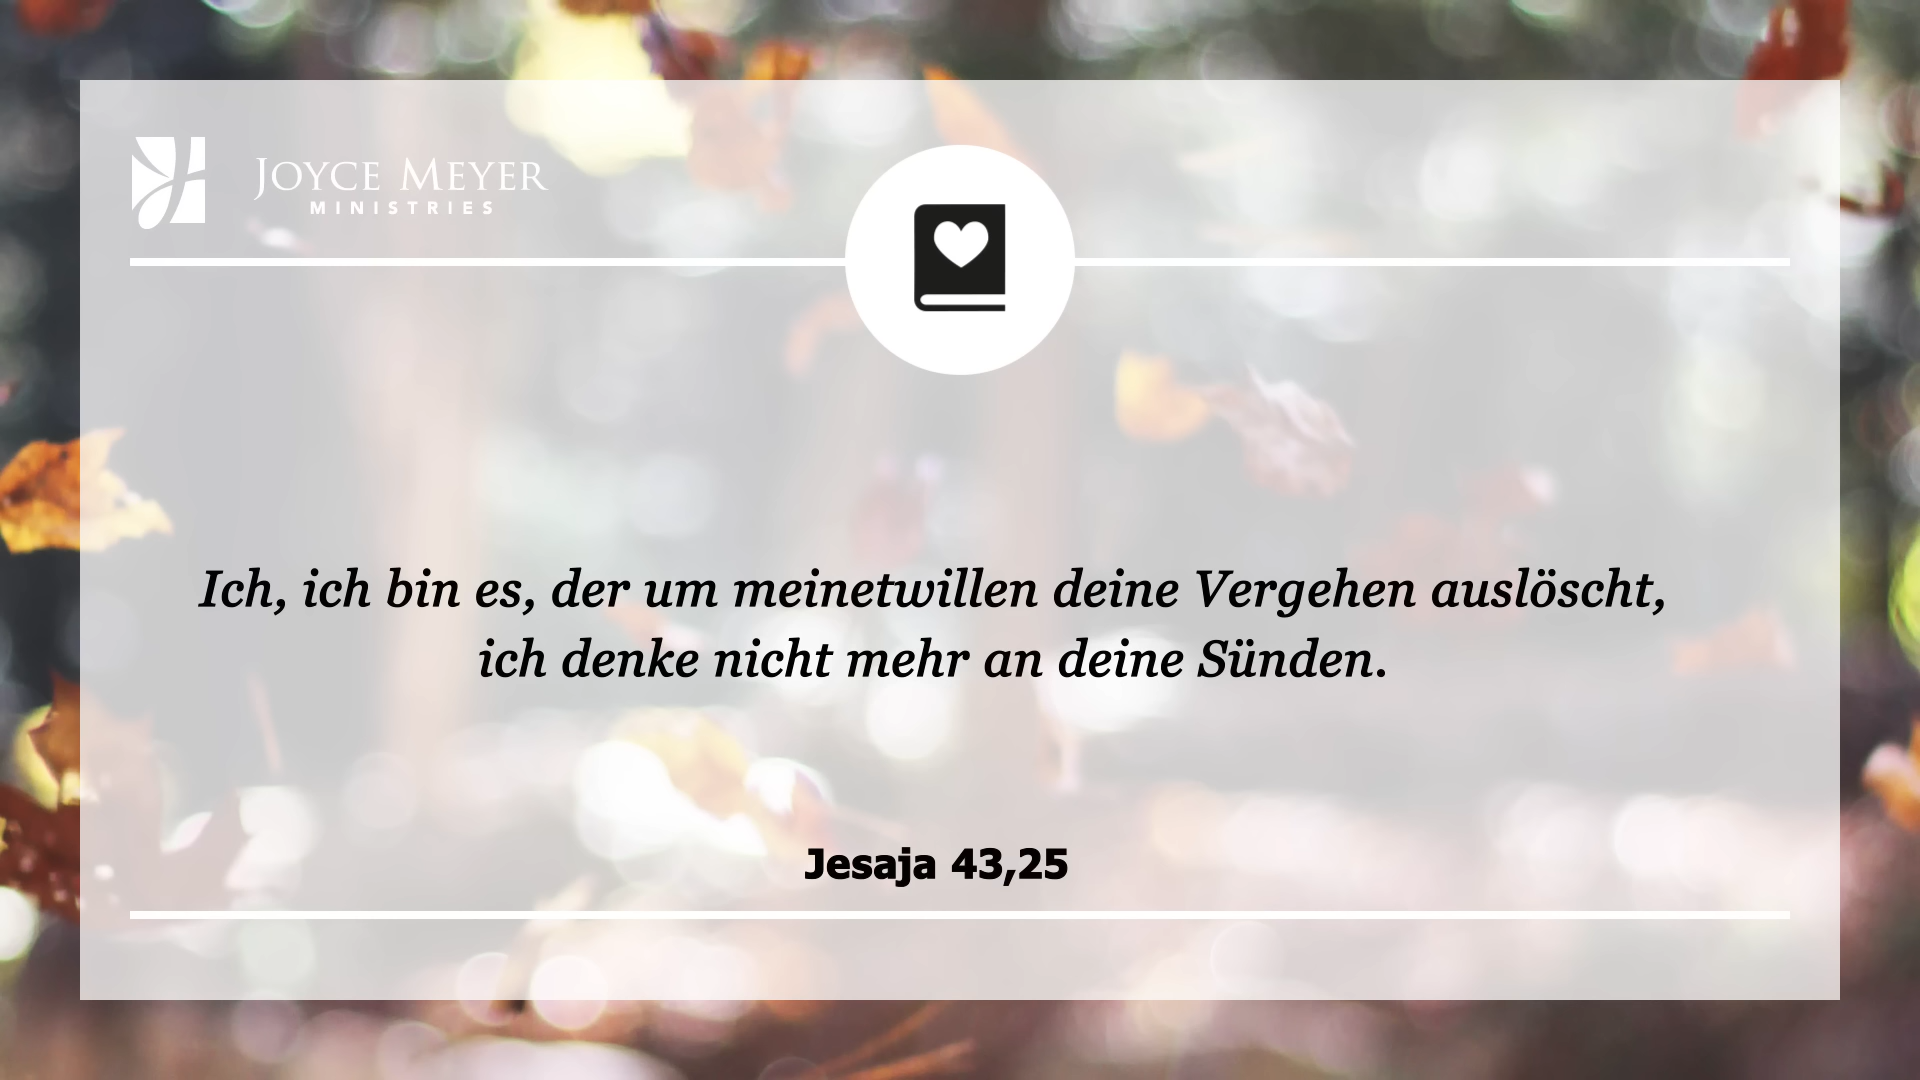 JOYCE MEYER
MINISTRIES
Ich, ich bin es, der um meinetwillen deine Vergehen auslöscht,
ich denke nicht mehr an deine Sünden.
Jesaja 43,25